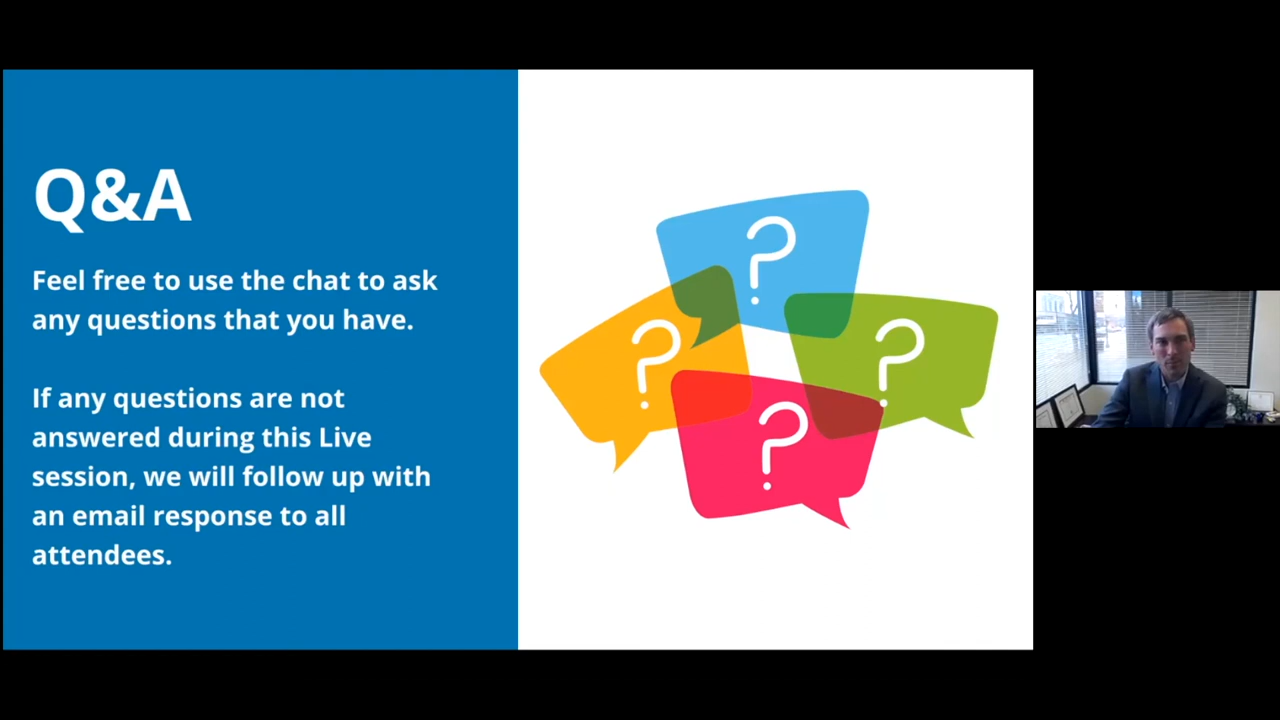 Q&A
Feel free to use the chat to ask
any questions that you have.
If any questions are not
answered during this Live
session, we will follow up with
an email response to all
attendees.
?
?
?
?